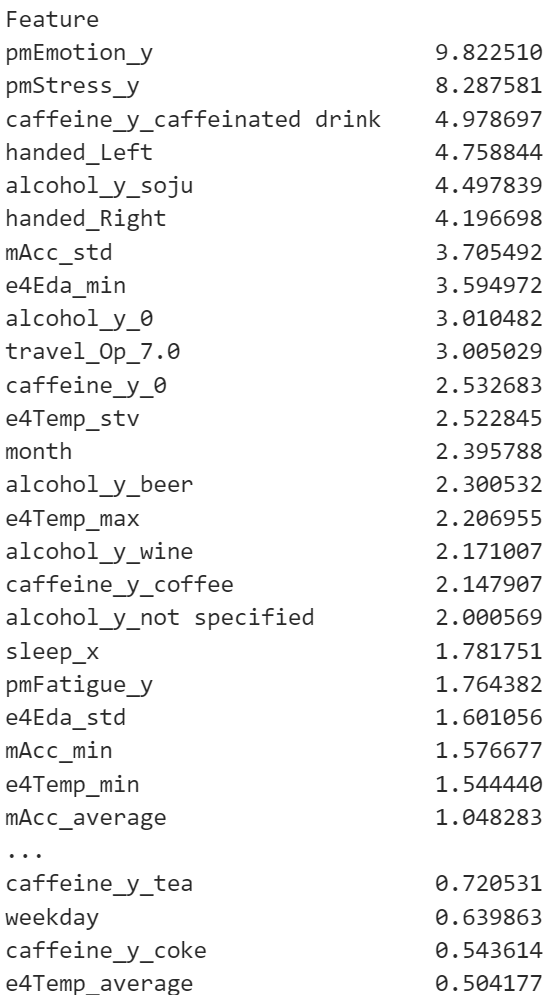 Feature
pmEmotion_y 9.822510
pmStress_y 8.287581
caffeine_y_caffeinated drink 4.978697
handed_Left 4.758844
alcohol_y_soju 4.497839
handed_Right 4.196698
mAcc_std 3.705492
e4Eda_min 3.594972
alcohol_y_0 3.010482
travel_Op_7.0 3.005029
caffeine_y_0 2.532683
e4Temp_stv 2.522845
month 2.395788
alcohol_y_beer 2.300532
e4Temp_max 2.206955
alcohol_y_wine 2.171007
caffeine_y_coffee 2.147907
alcohol_y_not specified 2.000569
sleep_x 1.781751
pmFatigue_y 1.764382
e4Eda_std 1.601056
mAcc_min 1.576677
e4Temp_min 1.544440
mAcc_average 1.048283
...
caffeine_y_tea 0.720531
weekday 0.639863
caffeine_y_coke 0.543614
e4Temp_average 0.504177